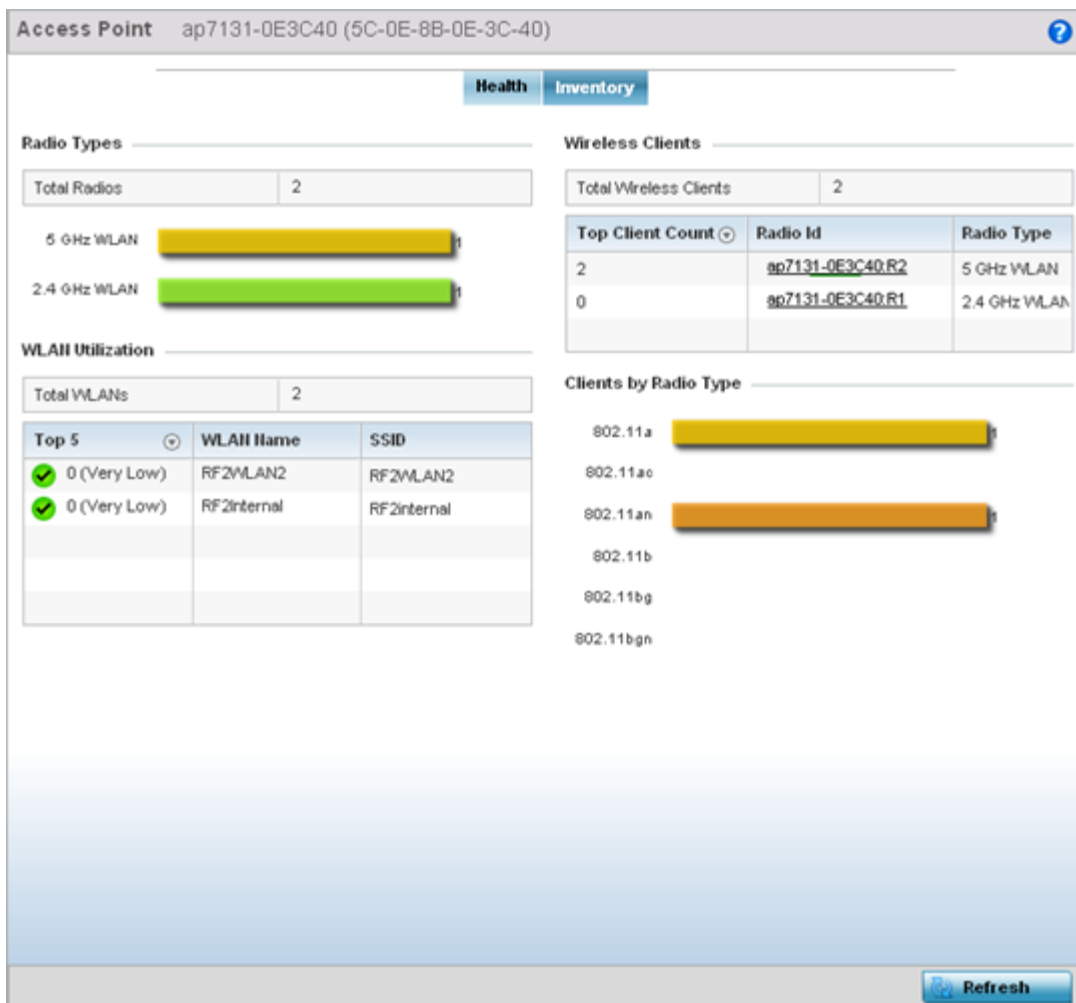 Access Point ap7131-0E3C40 (5C-0E-8B-0E-3C-40)
?
Health Inventory
Radio Types
Total Radios 2
5 GHz WLAN 1
2.4 GHz WLAN 1
WLAN Utilization
Total WLANs 2
Top 5 WLAN Name SSID
0 (Very Low) RF2WLAN2 RF2WLAN2
0 (Very Low) RF2internal RF2internal
Wireless Clients
Total Wireless Clients 2
Top Client Count Radio Id Radio Type
2 ap7131-0E3C40:R2 5 GHz WLAN
0 ap7131-0E3C40:R1 2.4 GHz WLAN
Clients by Radio Type
802.11a 1
802.11ac
802.11an 1
802.11b
802.11bg
802.11bgn
Refresh